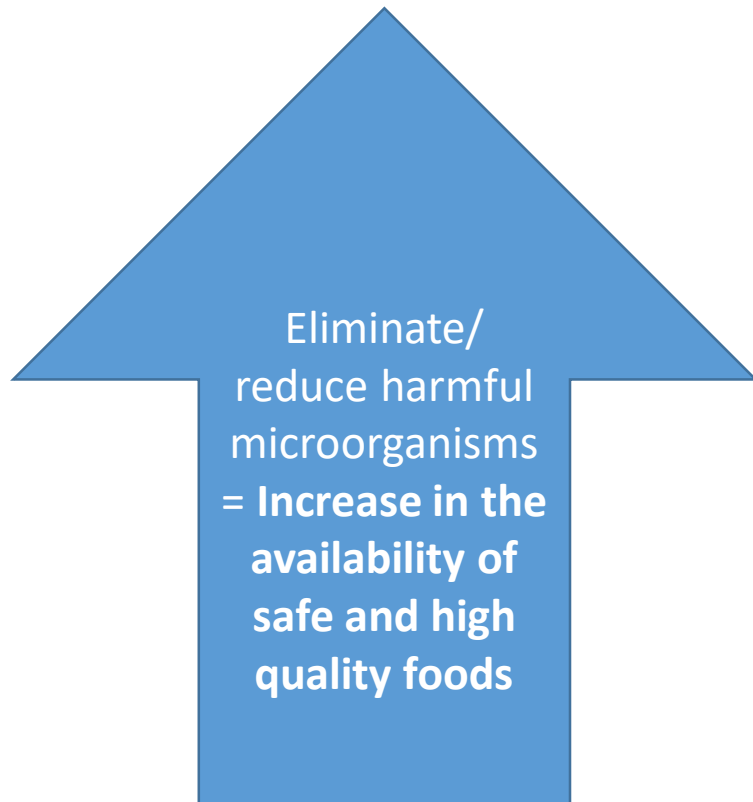 Eliminate/
reduce harmful
microorganisms
= Increase in the
availability of
safe and high
quality foods